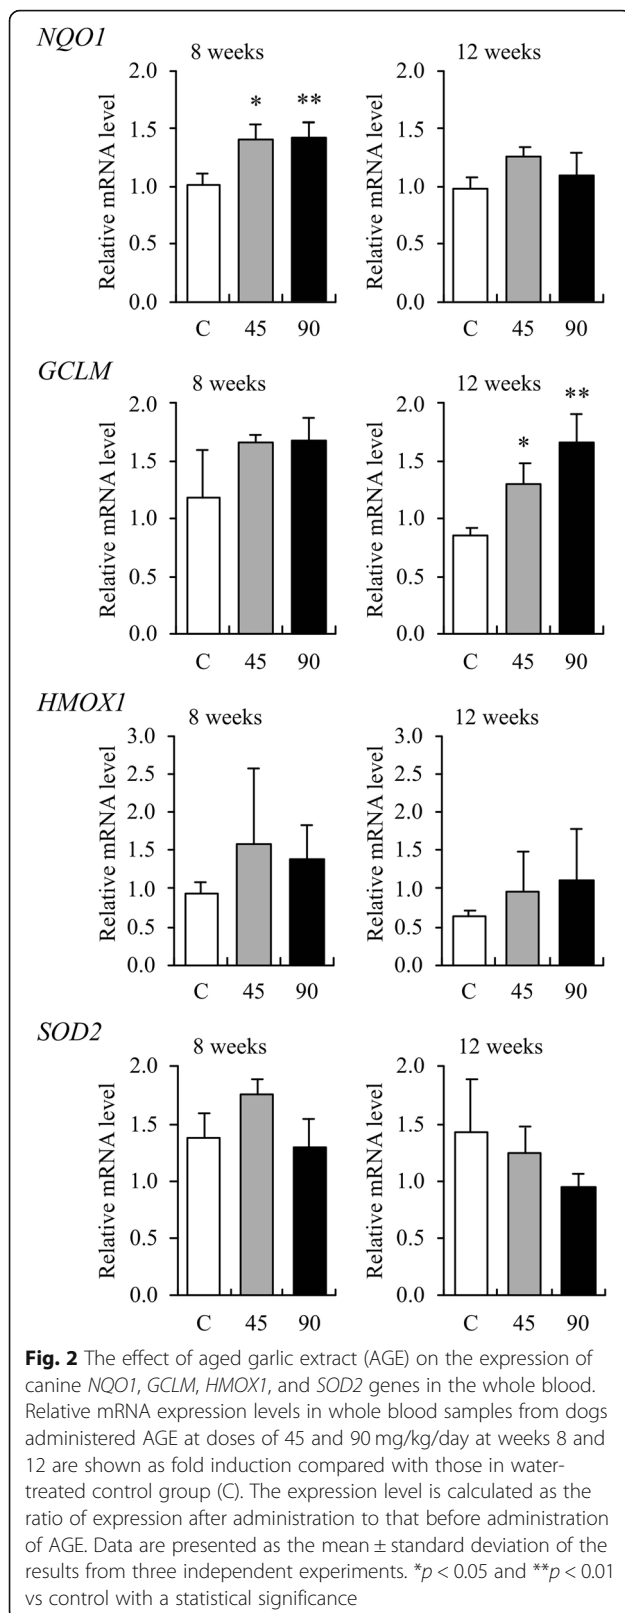 NQO1
8 weeks
12 weeks
Relative mRNA level
2.0
1.5
1.0
0.5
0.0
*
**
C 45 90
Relative mRNA level
2.0
1.5
1.0
0.5
0.0
C 45 90
GCLM
8 weeks
12 weeks
Relative mRNA level
2.0
1.5
1.0
0.5
0.0
C 45 90
Relative mRNA level
2.0
1.5
1.0
0.5
0.0
*
**
C 45 90
HMOX1
8 weeks
12 weeks
Relative mRNA level
3.0
2.5
2.0
1.5
1.0
0.5
0.0
C 45 90
Relative mRNA level
3.0
2.5
2.0
1.5
1.0
0.5
0.0
C 45 90
SOD2
8 weeks
12 weeks
Relative mRNA level
2.0
1.5
1.0
0.5
0.0
C 45 90
Relative mRNA level
2.0
1.5
1.0
0.5
0.0
C 45 90
Fig. 2 The effect of aged garlic extract (AGE) on the expression of
canine NQO1, GCLM, HMOX1, and SOD2 genes in the whole blood.
Relative mRNA expression levels in whole blood samples from dogs
administered AGE at doses of 45 and 90 mg/kg/day at weeks 8 and
12 are shown as fold induction compared with those in water-
treated control group (C). The expression level is calculated as the
ratio of expression after administration to that before administration
of AGE. Data are presented as the mean ± standard deviation of the
results from three independent experiments. *p < 0.05 and **p < 0.01
vs control with a statistical significance